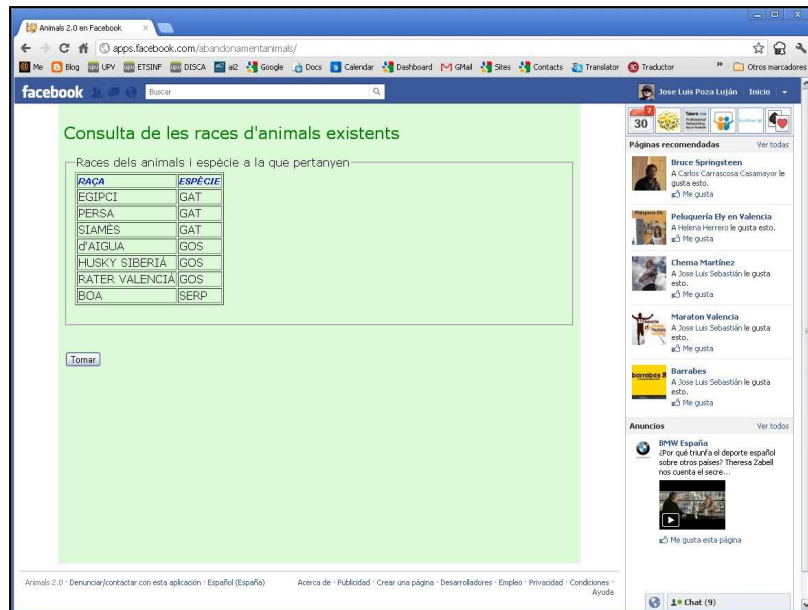 Animals 2.0 en Facebook
apps.facebook.com/abandonamentanimals/
Me Blog UPV ETSINF DISCA ai2 Google Docs Calendar Dashboard GMail Sites Contacts Translator Traductor » Otros marcadores
facebook Buscar Jose Luis Poza Luján Inicio
Consulta de les races d'animals existents
Races dels animals i espècie a la que pertanyen
RAÇA ESPÈCIE
EGIPCI GAT
PERSA GAT
SIAMÈS GAT
d'AIGUA GOS
HUSKY SIBERIÀ GOS
RATER VALENCIÀ GOS
BOA SERP
Tornar
30 7
Páginas recomendadas Ver todas
Bruce Springsteen
A Carlos Carrascosa Casamayor le
gusta esto.
Me gusta
Peluquería Ely en Valencia
A Helena Herrero le gusta esto.
Me gusta
Chema Martínez
A Jose Luis Sebastián le gusta
esto.
Me gusta
Maraton Valencia
A Jose Luis Sebastián le gusta
esto.
Me gusta
barrabes
Barrabes
A Jose Luis Sebastián le gusta
esto.
Me gusta
Anuncios Ver todos
BMW España
¿Por qué triunfa el deporte español
sobre otros países? Theresa Zabell
nos cuenta el secre...
Me gusta esta página
Animals 2.0 · Denunciar/contactar con esta aplicación · Español (España)
Acerca de · Publicidad · Crear una página · Desarrolladores · Empleo · Privacidad · Condiciones ·
Ayuda
Chat (9)